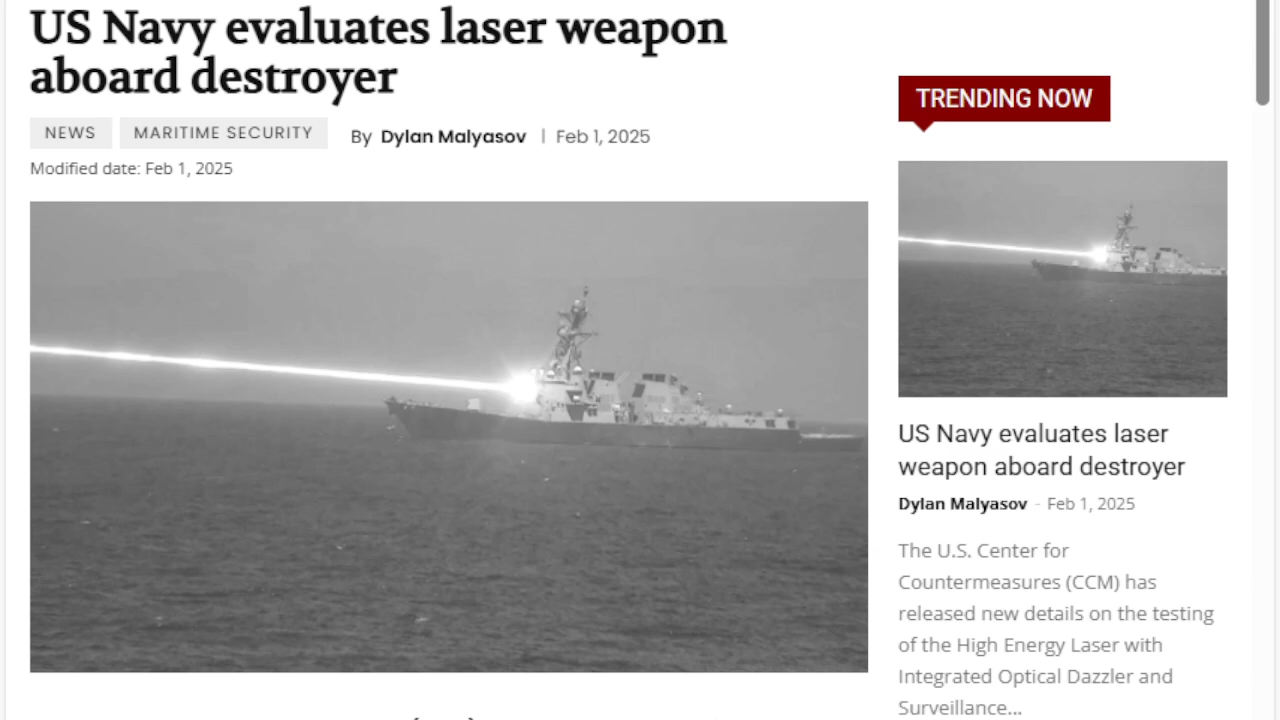 US Navy evaluates laser weapon
aboard destroyer
NEWS MARITIME SECURITY By Dylan Malyasov | Feb 1, 2025
Modified date: Feb 1, 2025
TRENDING NOW
US Navy evaluates laser
weapon aboard destroyer
Dylan Malyasov - Feb 1, 2025
The U.S. Center for
Countermeasures (CCM) has
released new details on the testing
of the High Energy Laser with
Integrated Optical Dazzler and
Surveillance...